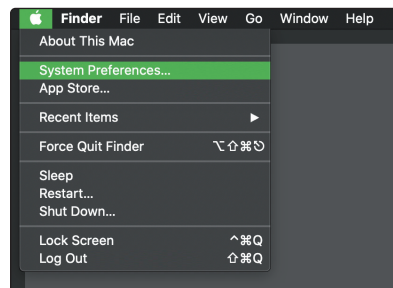 Finder File Edit View Go Window Help
About This Mac
System Preferences...
App Store...
Recent Items ▶
Force Quit Finder ⌥⇧⌘⎋
Sleep
Restart...
Shut Down...
Lock Screen ^⌘Q
Log Out ⇧⌘Q